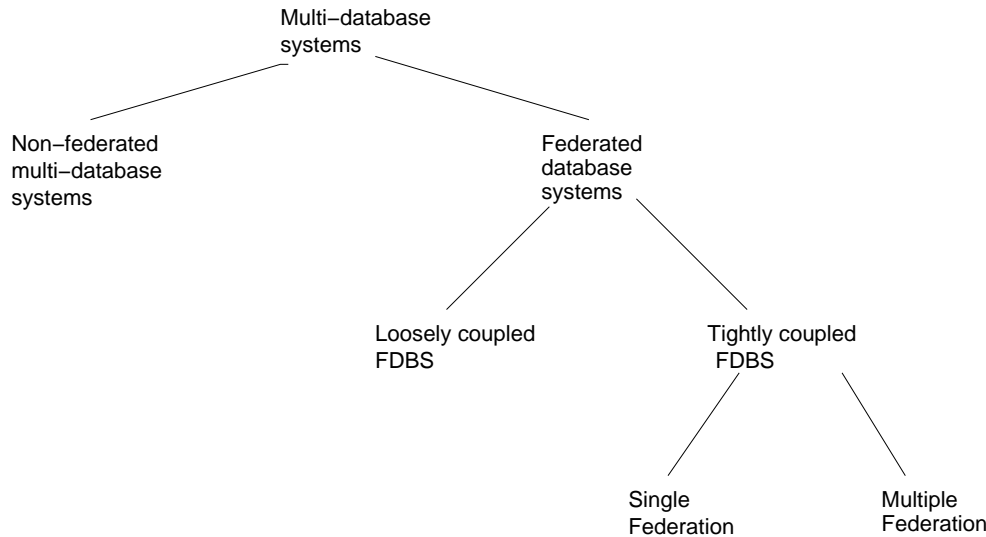 Multi−database
systems
Non−federated
multi−database
systems
Federated
database
systems
Loosely coupled
FDBS
Tightly coupled
FDBS
Single
Federation
Multiple
Federation